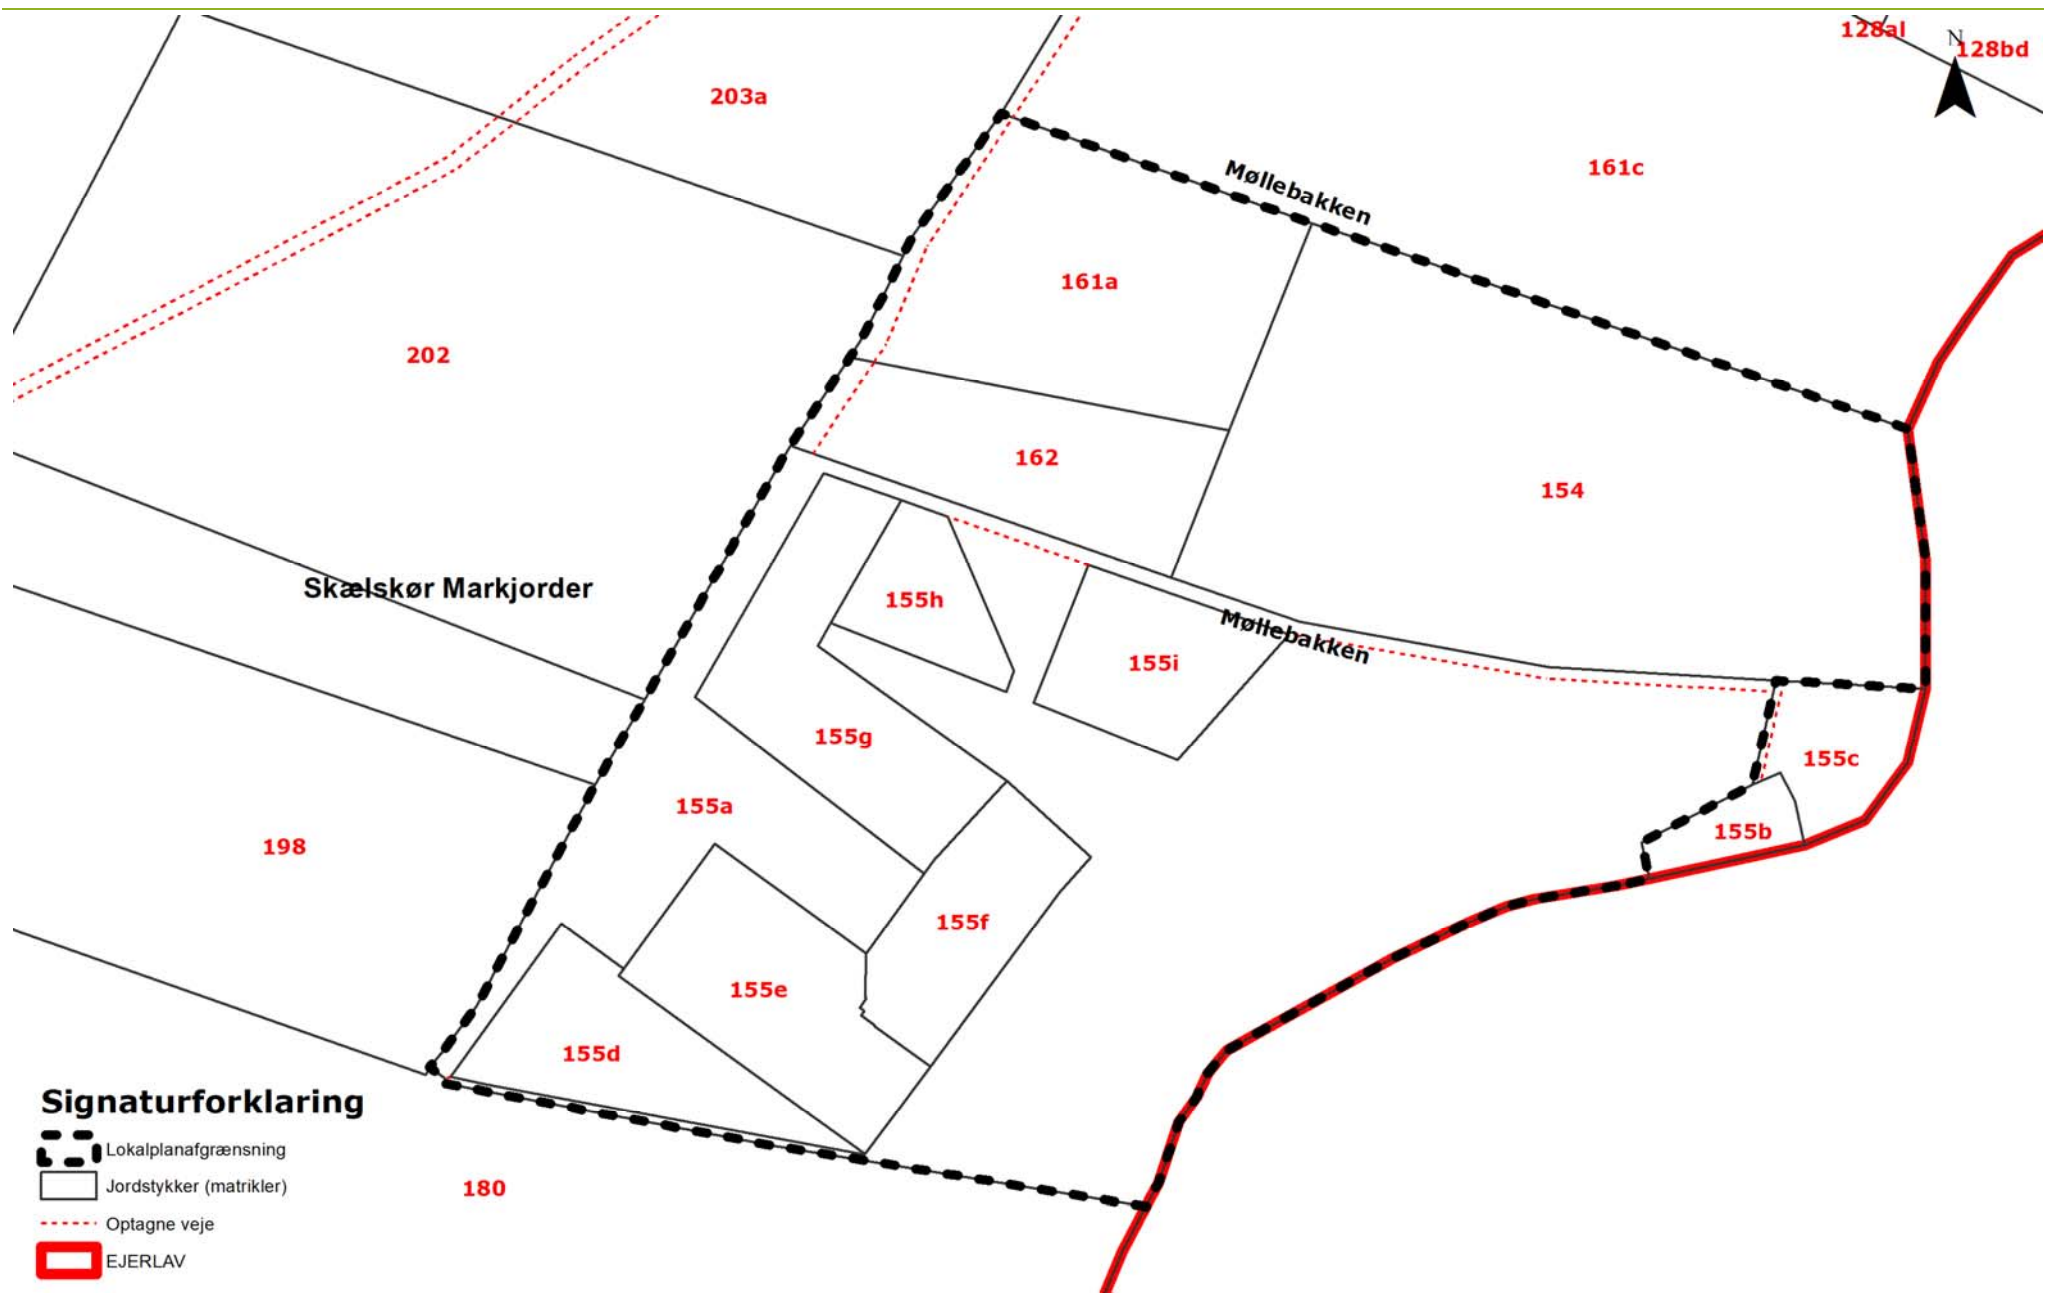 128al
N
128bd
203a
161c
Møllebakken
161a
202
162
154
Skælskør Markjorder
155h
Møllebakken
155i
155g
155c
155a
155b
198
155f
155e
155d
Signaturforklaring
Lokalplanafgrænsning
Jordstykker (matrikler)
180
Optagne veje
EJERLAV